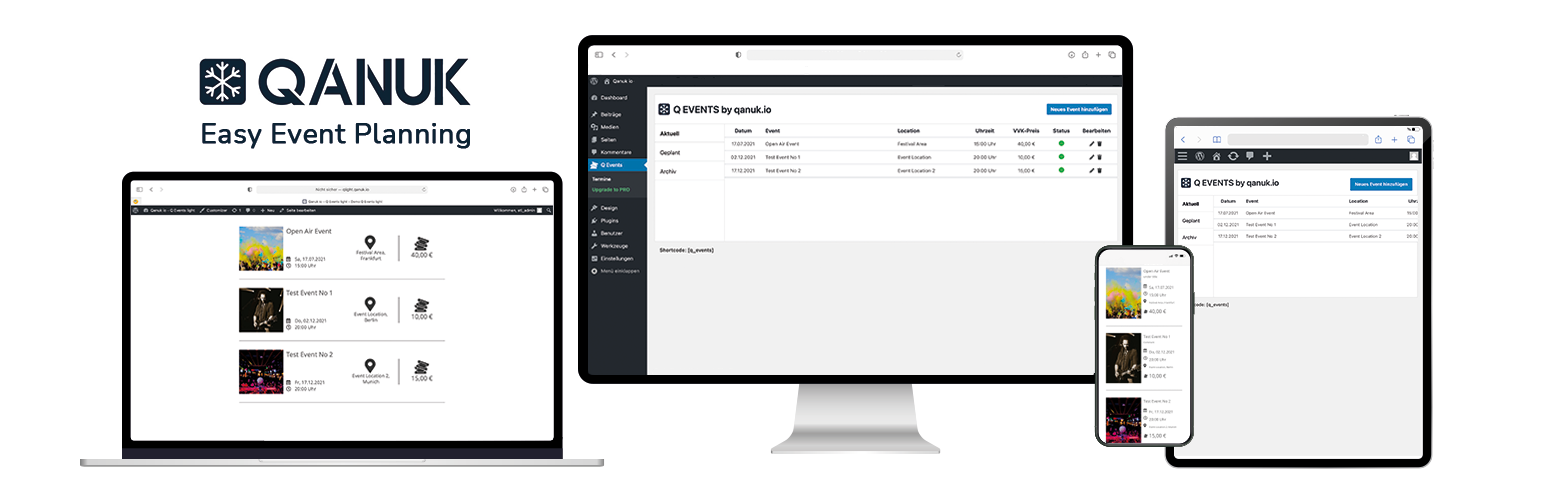 QANUK
Easy Event Planning
Nicht sicher — qlight.qanuk.io
Qanuk io - Q Events light - Demo Q Events light
Qanuk io - Q Events light Customizer 1 0 Neu Seite bearbeiten Willkommen,
Open Air Event
Sa, 17.07.2021
15:00 Uhr
Festival Area,
Frankfurt
40,00 €
Test Event No 1
Do, 02.12.2021
20:00 Uhr
Event Location,
Berlin
10,00 €
Test Event No 2
Fr, 17.12.2021
20:00 Uhr
Event Location 2,
Munich
15,00 €
Qanuk io
Dashboard
Beiträge
Medien
Seiten
Kommentare
Q Events
Termine
Upgrade to PRO
Design
Plugins
Benutzer
Werkzeuge
Einstellungen
Menü einklappen
Q EVENTS by qanuk.io
Neues Event hinzufügen
Aktuell
Geplant
Archiv
Datum Event Location Uhrzeit VVK-Preis Status Bearbeiten
17.07.2021 Open Air Event Festival Area 15:00 Uhr 40,00 €
02.12.2021 Test Event No 1 Event Location 20:00 Uhr 10,00 €
17.12.2021 Test Event No 2 Event Location 2 20:00 Uhr 15,00 €
Shortcode: [q_events]
Open Air Event
Sa, 17.07.2021
15:00 Uhr
40,00 €
Test Event No 1
Do, 02.12.2021
20:00 Uhr
10,00 €
Test Event No 2
Fr, 17.12.2021
20:00 Uhr
15,00 €
Q EVENTS by qanuk.io
Neues Event hinzufügen
Aktuell
Geplant
Archiv
Datum Event Location Uhrz
17.07.2021 Open Air Event Festival Area 15:00
02.12.2021 Test Event No 1 Event Location 20:00
17.12.2021 Test Event No 2 Event Location 2 20:00
code: [q_events]